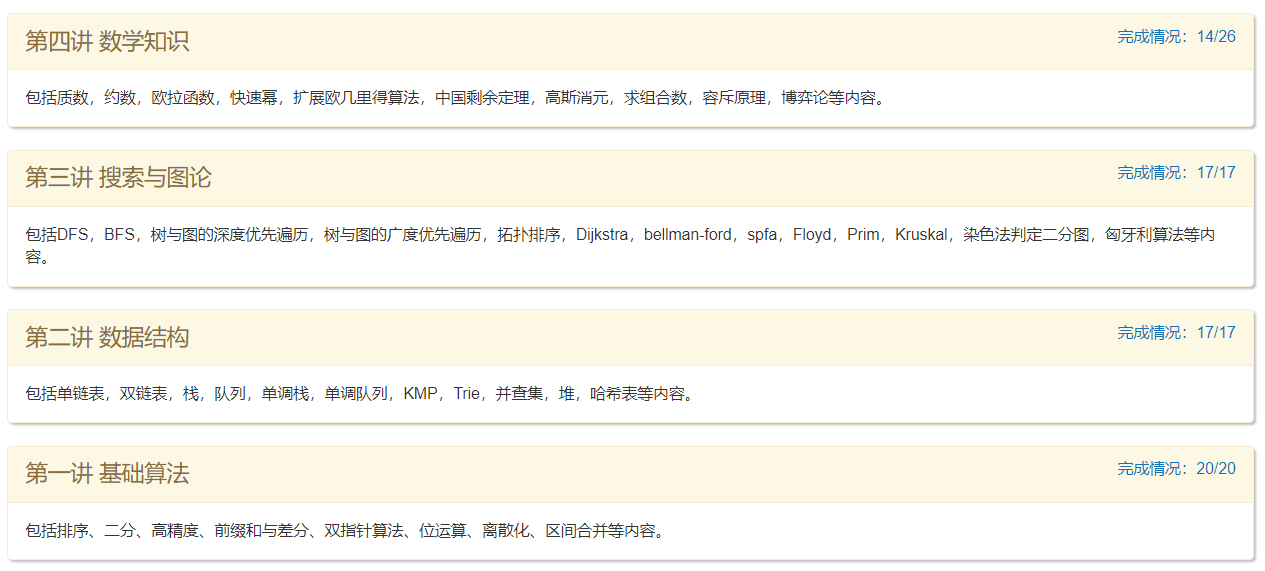 第四讲 数学知识
完成情况：14/26
包括质数，约数，欧拉函数，快速幂，扩展欧几里得算法，中国剩余定理，高斯消元，求组合数，容斥原理，博弈论等内容。
第三讲 搜索与图论
完成情况：17/17
包括DFS，BFS，树与图的深度优先遍历，树与图的广度优先遍历，拓扑排序，Dijkstra，bellman-ford，spfa，Floyd，Prim，Kruskal，染色法判定二分图，匈牙利算法等内
容。
第二讲 数据结构
完成情况：17/17
包括单链表，双链表，栈，队列，单调栈，单调队列，KMP，Trie，并查集，堆，哈希表等内容。
第一讲 基础算法
完成情况：20/20
包括排序、二分、高精度、前缀和与差分、双指针算法、位运算、离散化、区间合并等内容。